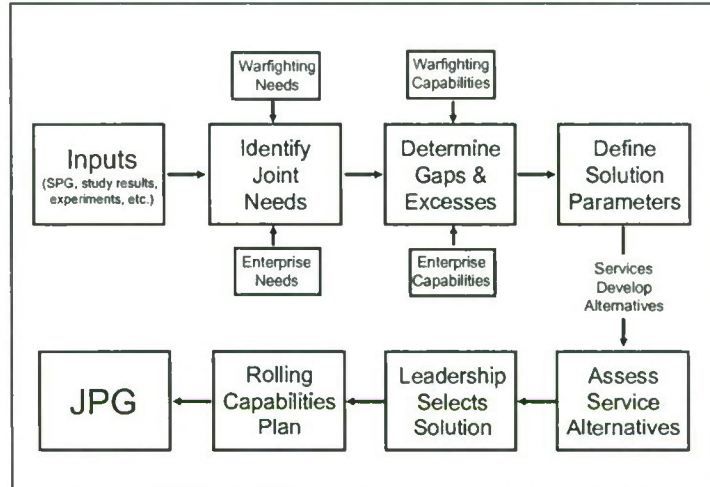 Warfighting
Needs
Warfighting
Capabilities
Inputs
(SPG, study results,
experiments, etc.)
Identify
Joint
Needs
Determine
Gaps &
Excesses
Define
Solution
Parameters
Enterprise
Needs
Enterprise
Capabilities
Services
Develop
Alternatives
JPG
Rolling
Capabilities
Plan
Leadership
Selects
Solution
Assess
Service
Alternatives